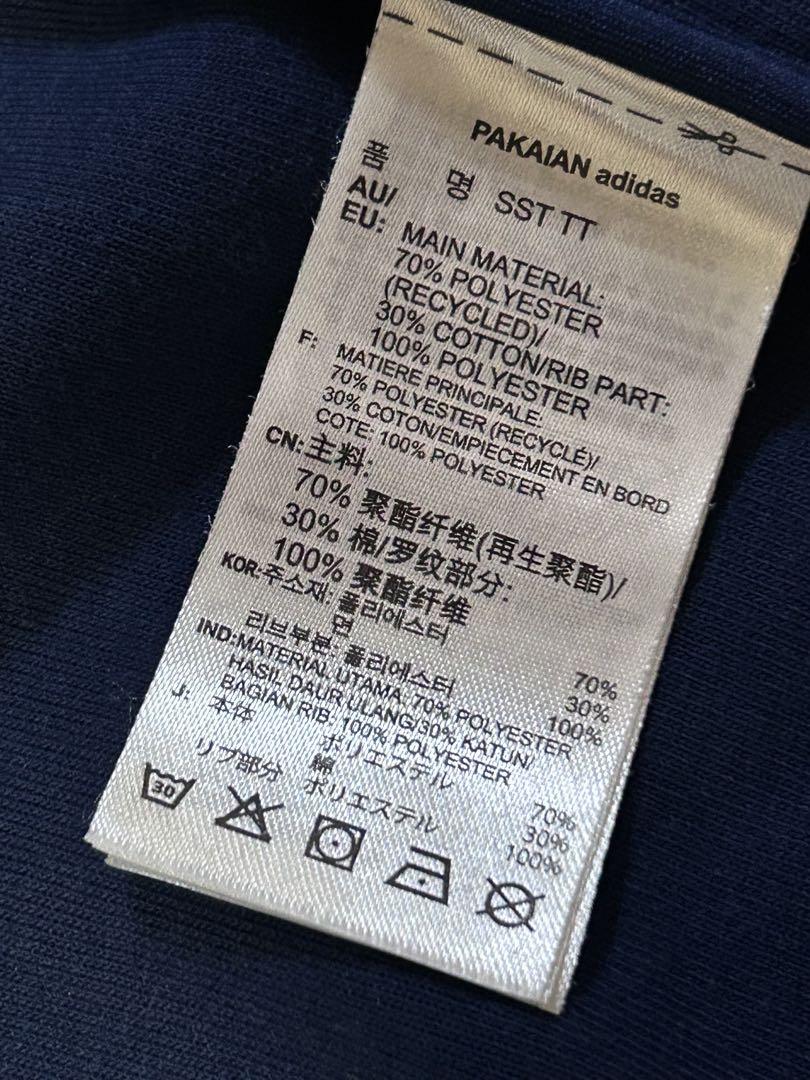 PAKAIAN adidas
품 명 SST TT
AU/
EU: MAIN MATERIAL:
70% POLYESTER
(RECYCLED)/
30% COTTON/RIB PART:
100% POLYESTER
F: MATIERE PRINCIPALE:
70% POLYESTER (RECYCLÉ)/
30% COTON/EMPIECEMENT EN BORD
COTE: 100% POLYESTER
CN: 主料:
70% 聚酯纤维(再生聚酯)/
30% 棉/罗纹部分:
100% 聚酯纤维
KOR: 주소재: 폴리에스터 70%
면 30%
리브부분: 폴리에스터 100%
IND: MATERIAL UTAMA: 70% POLYESTER
HASIL DAUR ULANG/30% KATUN/
BAGIAN RIB: 100% POLYESTER
J: 本体 ポリエステル 70%
綿 30%
リブ部分 ポリエステル 100%
30